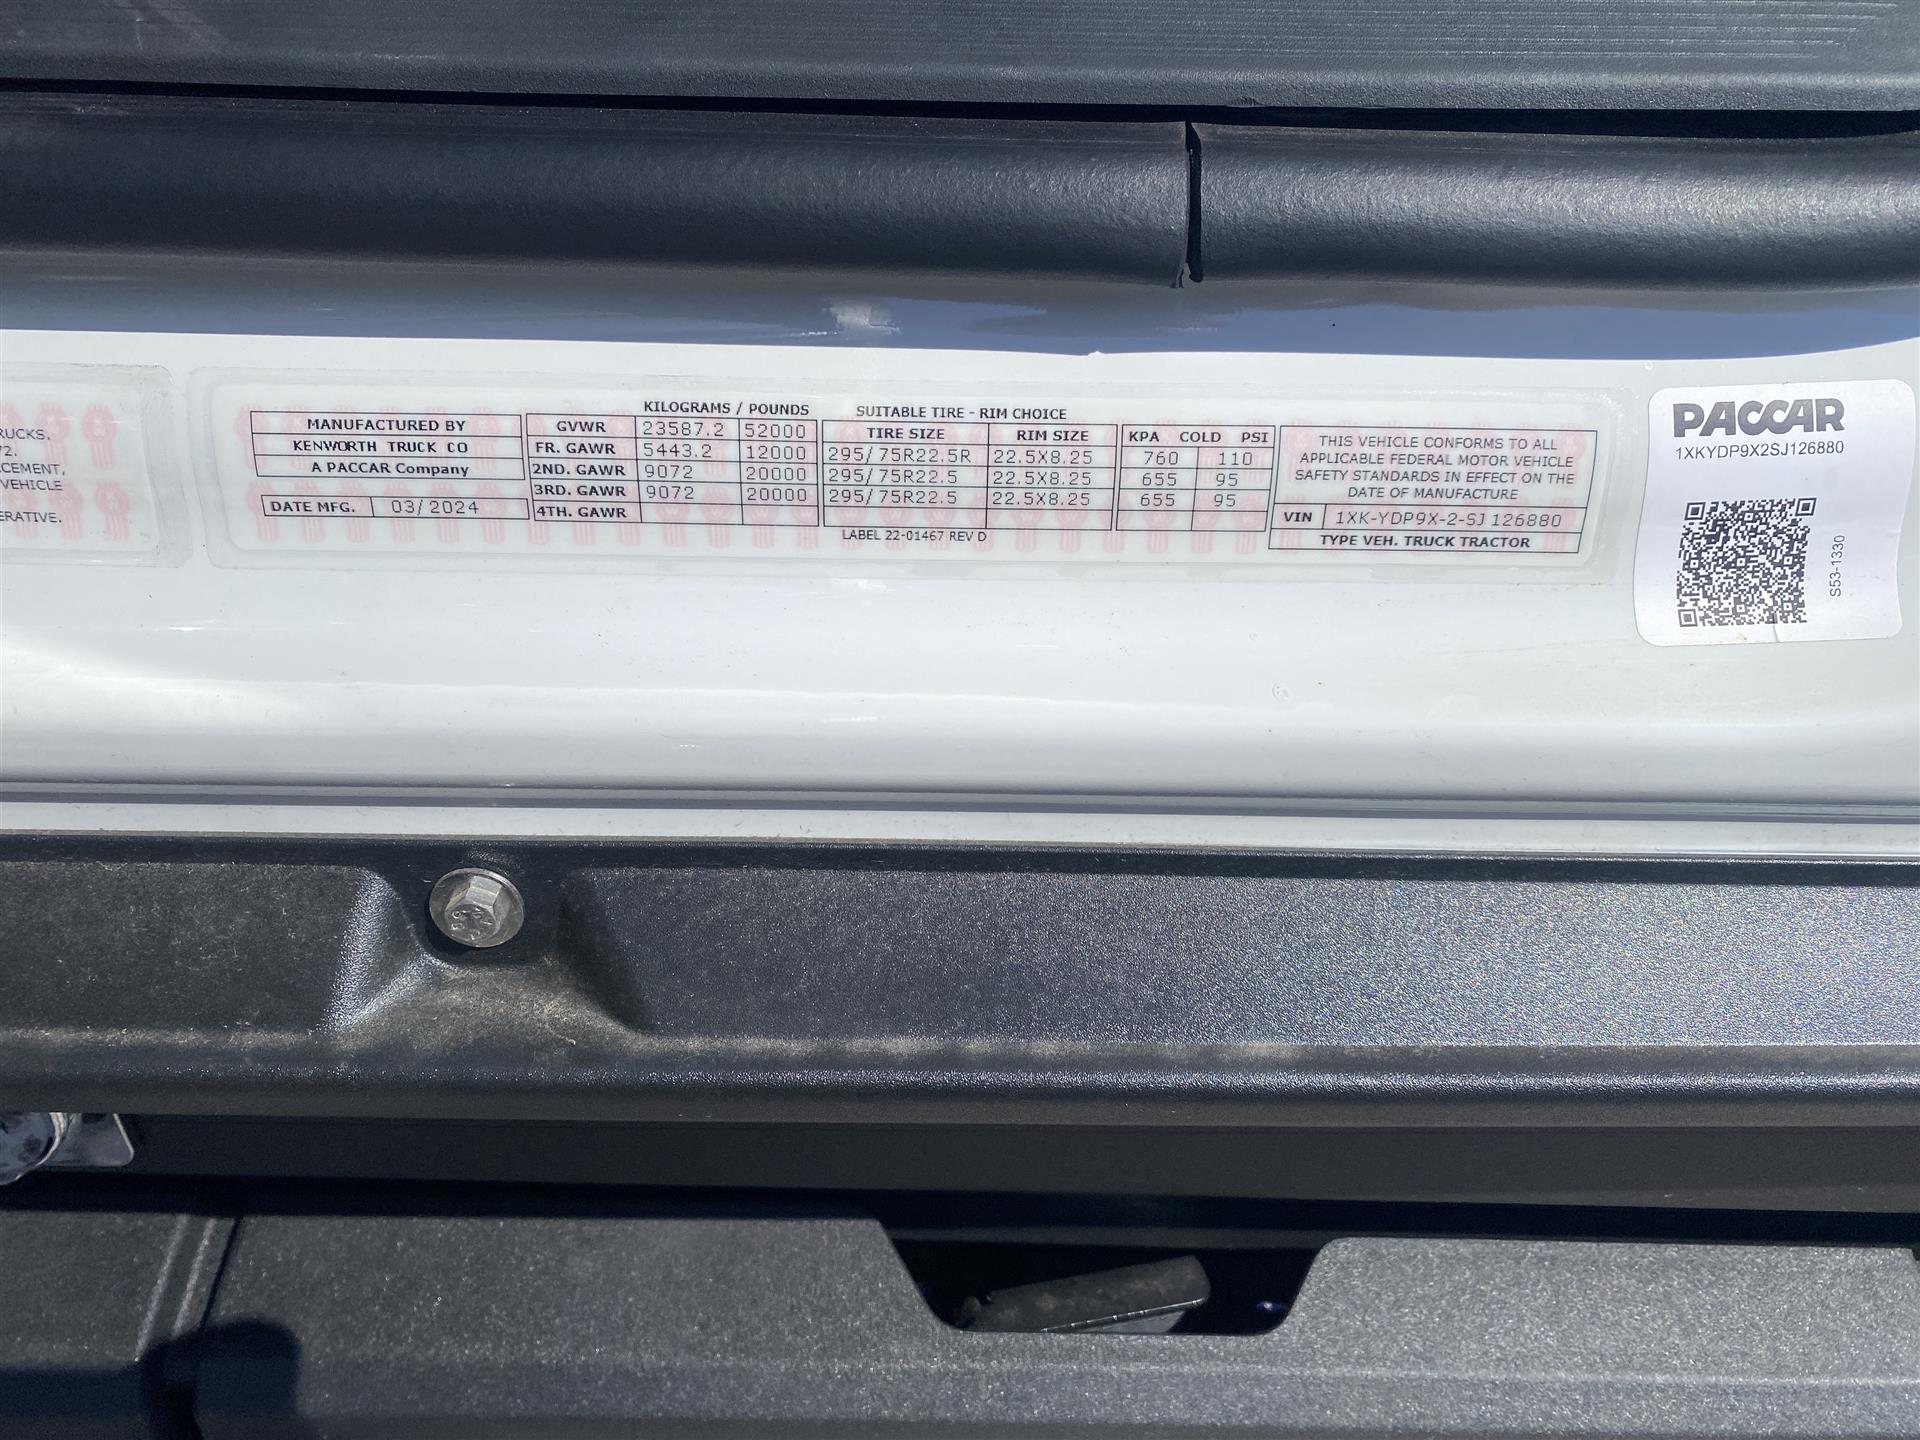 RUCKS.
72.
CEMENT,
VEHICLE
ERATIVE.
MANUFACTURED BY
KENWORTH TRUCK CO
A PACCAR Company
DATE MFG. 03/2024
KILOGRAMS / POUNDS
GVWR 23587.2 52000
FR. GAWR 5443.2 12000
2ND. GAWR 9072 20000
3RD. GAWR 9072 20000
4TH. GAWR
SUITABLE TIRE - RIM CHOICE
TIRE SIZE RIM SIZE
295/75R22.5R 22.5X8.25
295/75R22.5 22.5X8.25
295/75R22.5 22.5X8.25
LABEL 22-01467 REV D
KPA COLD PSI
760 110
655 95
655 95
THIS VEHICLE CONFORMS TO ALL
APPLICABLE FEDERAL MOTOR VEHICLE
SAFETY STANDARDS IN EFFECT ON THE
DATE OF MANUFACTURE
VIN 1XK-YDP9X-2-SJ126880
TYPE VEH. TRUCK TRACTOR
PACCAR
1XKYDP9X2SJ126880
S53-1330